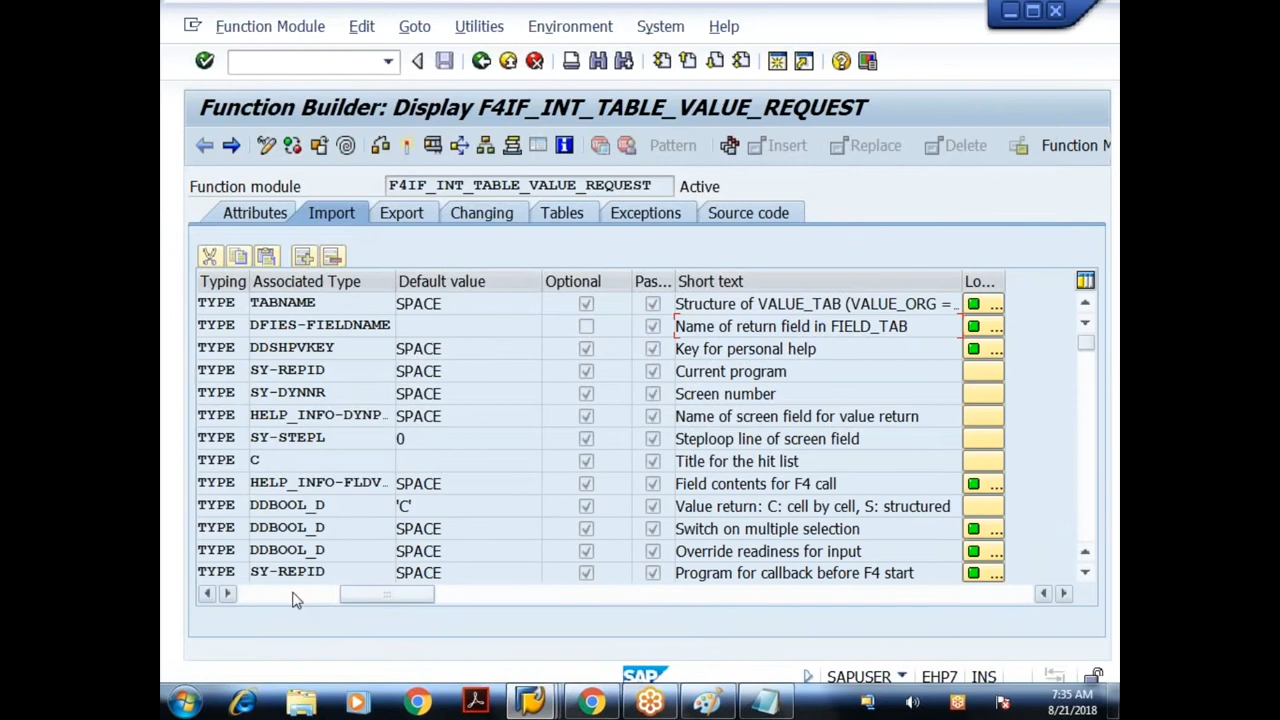 Function Module Edit Goto Utilities Environment System Help
Function Builder: Display F4IF_INT_TABLE_VALUE_REQUEST
Pattern Insert Replace Delete Function M
Function module F4IF_INT_TABLE_VALUE_REQUEST Active
Attributes Import Export Changing Tables Exceptions Source code
Typing Associated Type Default value Optional Pas... Short text Lo...
TYPE TABNAME SPACE Structure of VALUE_TAB (VALUE_ORG =... ...
TYPE DFIES-FIELDNAME Name of return field in FIELD_TAB ...
TYPE DDSHPVKEY SPACE Key for personal help ...
TYPE SY-REPID SPACE Current program
TYPE SY-DYNNR SPACE Screen number
TYPE HELP_INFO-DYNP... SPACE Name of screen field for value return
TYPE SY-STEPL 0 Steploop line of screen field
TYPE C Title for the hit list
TYPE HELP_INFO-FLDV... SPACE Field contents for F4 call ...
TYPE DDBOOL_D 'C' Value return: C: cell by cell, S: structured
TYPE DDBOOL_D SPACE Switch on multiple selection ...
TYPE DDBOOL_D SPACE Override readiness for input ...
TYPE SY-REPID SPACE Program for callback before F4 start ...
SAP SAPUSER EHP7 INS
7:35 AM
8/21/2018